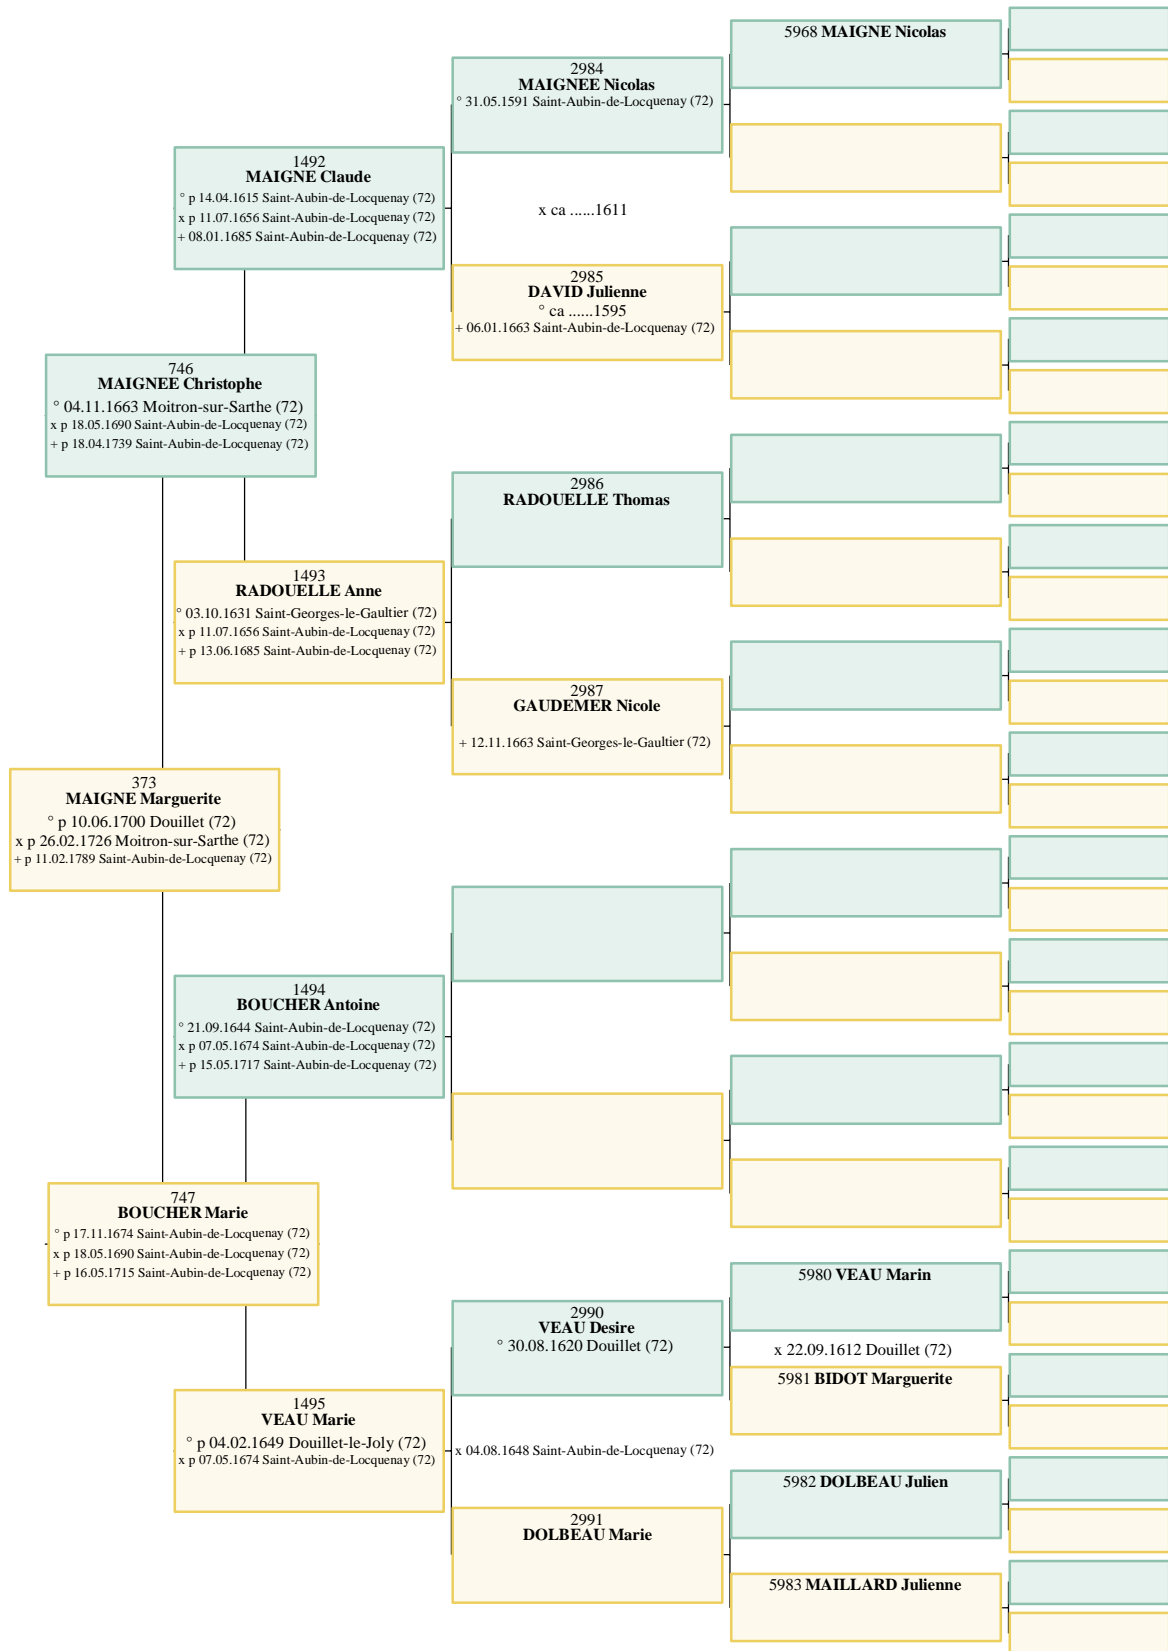 5968 MAIGNE Nicolas
2984
MAIGNEE Nicolas
° 31.05.1591 Saint-Aubin-de-Locquenay (72)
1492
MAIGNE Claude
° p 14.04.1615 Saint-Aubin-de-Locquenay (72)
x p 11.07.1656 Saint-Aubin-de-Locquenay (72)
+ 08.01.1685 Saint-Aubin-de-Locquenay (72)
x ca ......1611
2985
DAVID Julienne
° ca ......1595
+ 06.01.1663 Saint-Aubin-de-Locquenay (72)
746
MAIGNEE Christophe
° 04.11.1663 Moitron-sur-Sarthe (72)
x p 18.05.1690 Saint-Aubin-de-Locquenay (72)
+ p 18.04.1739 Saint-Aubin-de-Locquenay (72)
2986
RADOUELLE Thomas
1493
RADOUELLE Anne
° 03.10.1631 Saint-Georges-le-Gaultier (72)
x p 11.07.1656 Saint-Aubin-de-Locquenay (72)
+ p 13.06.1685 Saint-Aubin-de-Locquenay (72)
2987
GAUDEMER Nicole
+ 12.11.1663 Saint-Georges-le-Gaultier (72)
373
MAIGNE Marguerite
° p 10.06.1700 Douillet (72)
x p 26.02.1726 Moitron-sur-Sarthe (72)
+ p 11.02.1789 Saint-Aubin-de-Locquenay (72)
1494
BOUCHER Antoine
° 21.09.1644 Saint-Aubin-de-Locquenay (72)
x p 07.05.1674 Saint-Aubin-de-Locquenay (72)
+ p 15.05.1717 Saint-Aubin-de-Locquenay (72)
747
BOUCHER Marie
° p 17.11.1674 Saint-Aubin-de-Locquenay (72)
x p 18.05.1690 Saint-Aubin-de-Locquenay (72)
+ p 16.05.1715 Saint-Aubin-de-Locquenay (72)
5980 VEAU Marin
2990
VEAU Desire
° 30.08.1620 Douillet (72)
x 22.09.1612 Douillet (72)
5981 BIDOT Marguerite
1495
VEAU Marie
° p 04.02.1649 Douillet-le-Joly (72)
x p 07.05.1674 Saint-Aubin-de-Locquenay (72)
x 04.08.1648 Saint-Aubin-de-Locquenay (72)
5982 DOLBEAU Julien
2991
DOLBEAU Marie
5983 MAILLARD Julienne